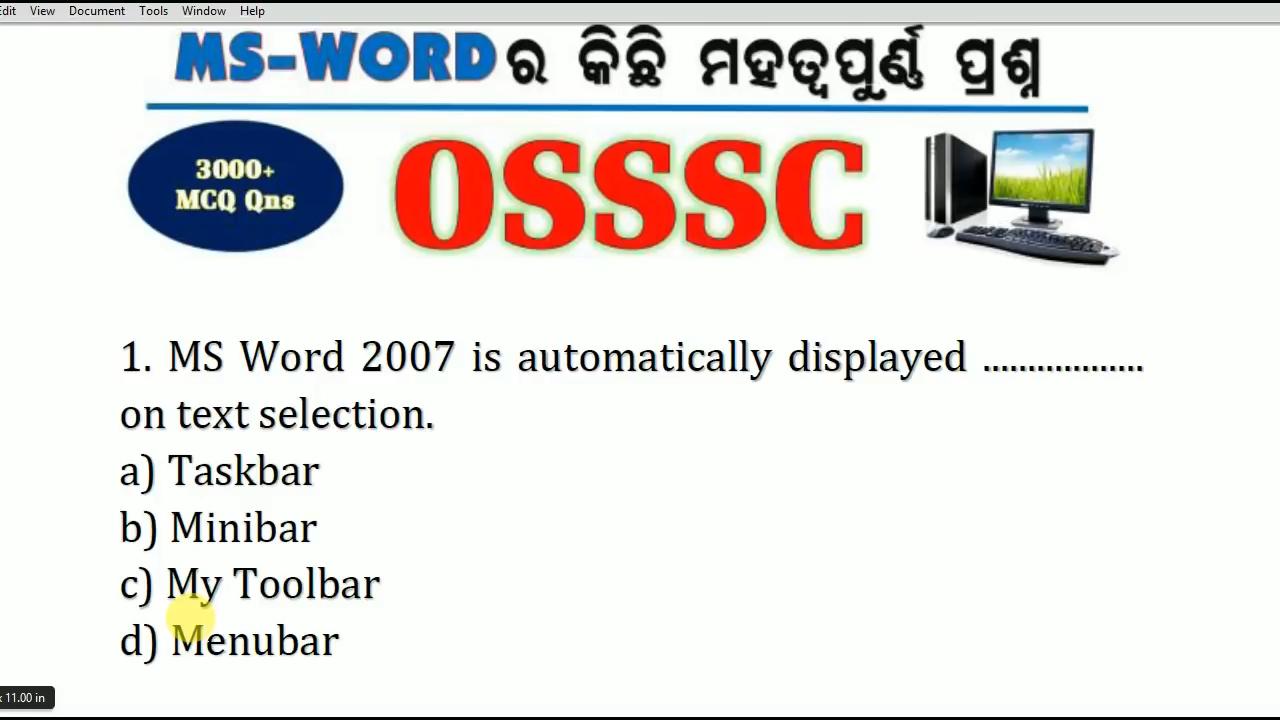 Edit View Document Tools Window Help
MS-WORDର କିଛି ମହତ୍ୱପୂର୍ଣ୍ଣ ପ୍ରଶ୍ନ
3000+
MCQ Qns
OSSSC
1. MS Word 2007 is automatically displayed ..................
on text selection.
a) Taskbar
b) Minibar
c) My Toolbar
d) Menubar
x 11.00 in